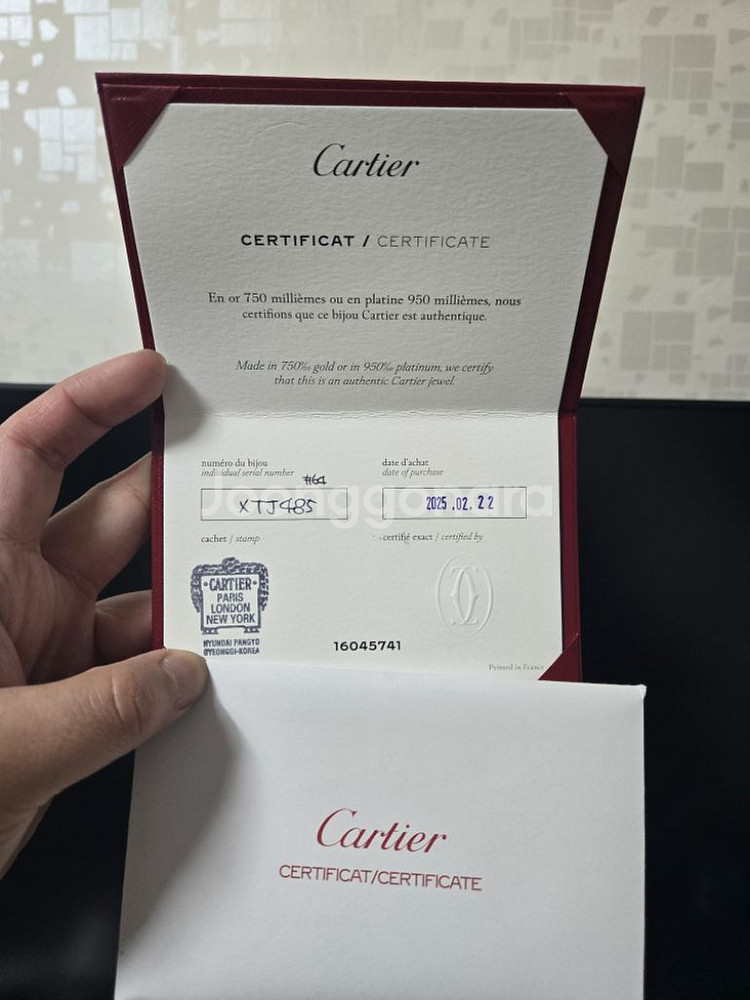 Cartier
CERTIFICAT / CERTIFICATE
En or 750 millièmes ou en platine 950 millièmes, nous
certifions que ce bijou Cartier est authentique.
Made in 750‰ gold or in 950‰ platinum, we certify
that this is an authentic Cartier jewel.
numéro du bijou
individual serial number
#64
date d'achat
date of purchase
XTJ485
2025.02.22
Joonggonara
cachet / stamp
certifié exact / certified by
CARTIER
PARIS
LONDON
NEW YORK
HYUNDAI PANGYO
GYEONGGI-KOREA
16045741
Printed in France
Cartier
CERTIFICAT/CERTIFICATE